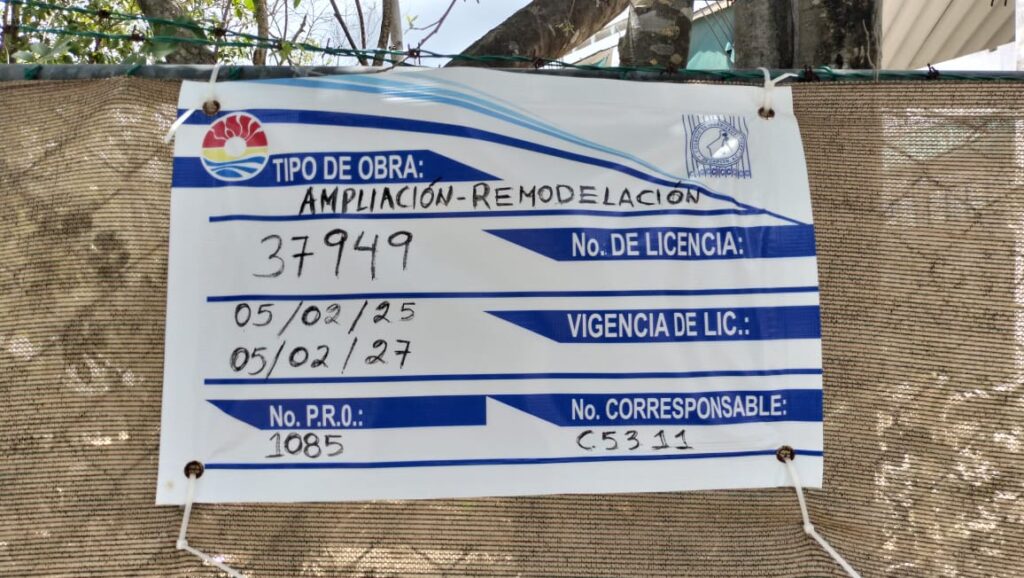 TIPO DE OBRA:
AMPLIACIÓN-REMODELACIÓN
37949
No. DE LICENCIA:
05/02/25
05/02/27
VIGENCIA DE LIC.:
No. P.R.O.:
1085
No. CORRESPONSABLE:
C5311